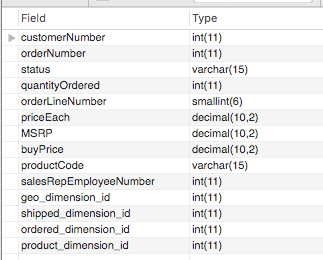 Field Type
customerNumber int(11)
orderNumber int(11)
status varchar(15)
quantityOrdered int(11)
orderLineNumber smallint(6)
priceEach decimal(10,2)
MSRP decimal(10,2)
buyPrice decimal(10,2)
productCode varchar(15)
salesRepEmployeeNumber int(11)
geo_dimension_id int(11)
shipped_dimension_id int(11)
ordered_dimension_id int(11)
product_dimension_id int(11)